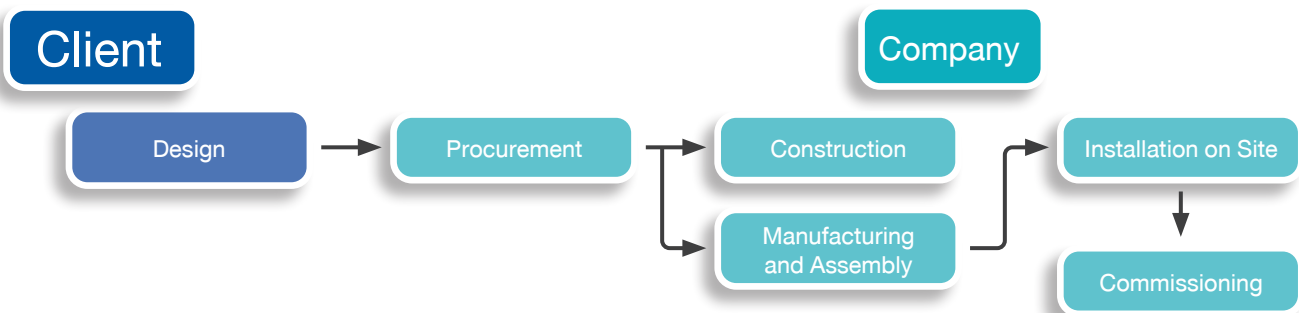 Client
Company
Design
Procurement
Construction
Installation on Site
Manufacturing
and Assembly
Commissioning